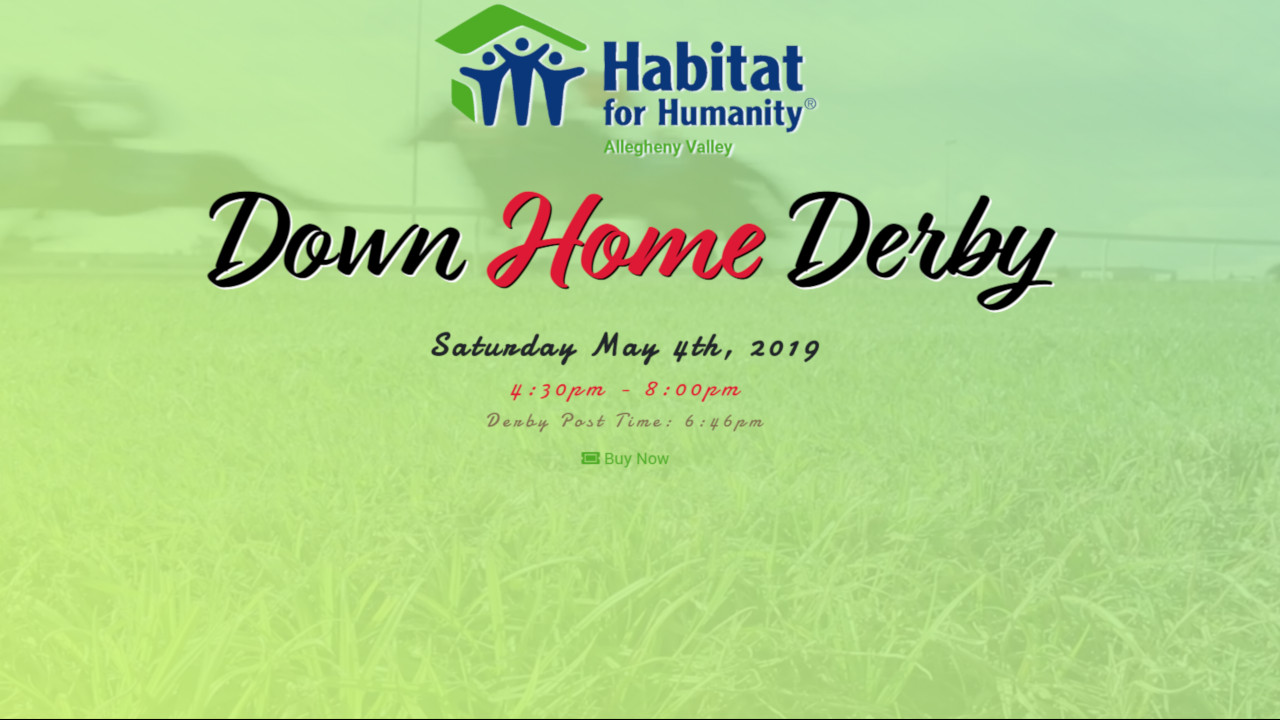 Habitat
for Humanity®
Allegheny Valley
Down Home Derby
Saturday May 4th, 2019
4:30pm - 8:00pm
Derby Post Time: 6:46pm
Buy Now